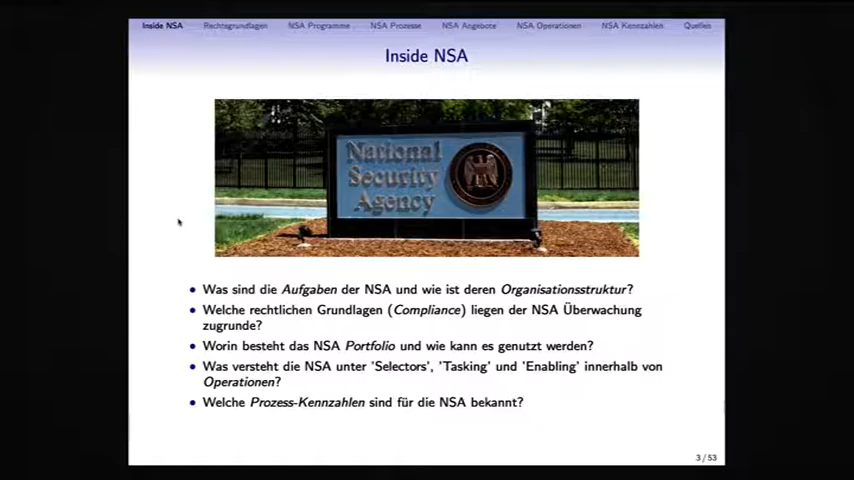 Inside NSA Rechtsgrundlagen NSA Programme NSA Prozesse NSA Angebote NSA Operationen NSA Kennzahlen Quellen
Inside NSA
National
Security
Agency
• Was sind die Aufgaben der NSA und wie ist deren Organisationsstruktur?
• Welche rechtlichen Grundlagen (Compliance) liegen der NSA Überwachung
zugrunde?
• Worin besteht das NSA Portfolio und wie kann es genutzt werden?
• Was versteht die NSA unter 'Selectors', 'Tasking' und 'Enabling' innerhalb von
Operationen?
• Welche Prozess-Kennzahlen sind für die NSA bekannt?
3 / 53